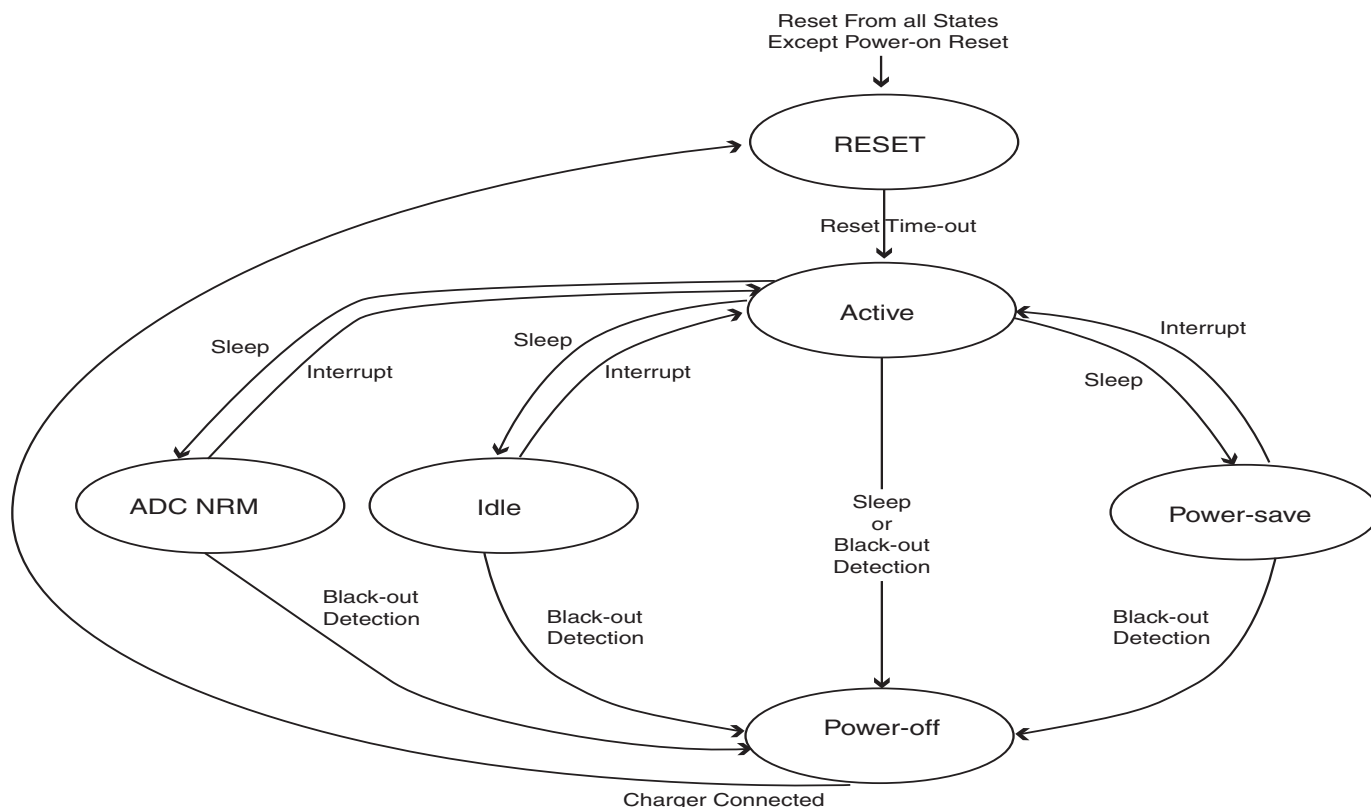 Reset From all States
Except Power-on Reset
RESET
Reset Time-out
Active
Sleep
Interrupt
Sleep
Interrupt
Interrupt
Sleep
ADC NRM
Idle
Sleep
or
Black-out
Detection
Power-save
Black-out
Detection
Black-out
Detection
Black-out
Detection
Power-off
Charger Connected